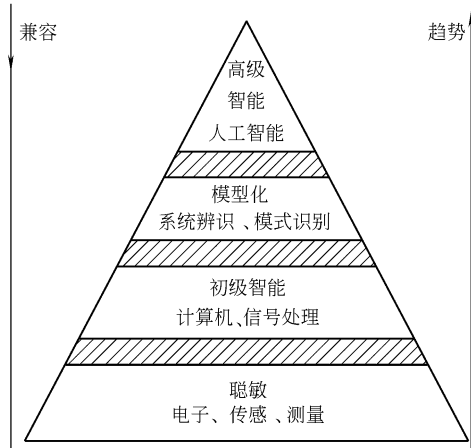 兼容
趋势
高级
智能
人工智能
模型化
系统辨识、模式识别
初级智能
计算机、信号处理
聪敏
电子、传感、测量